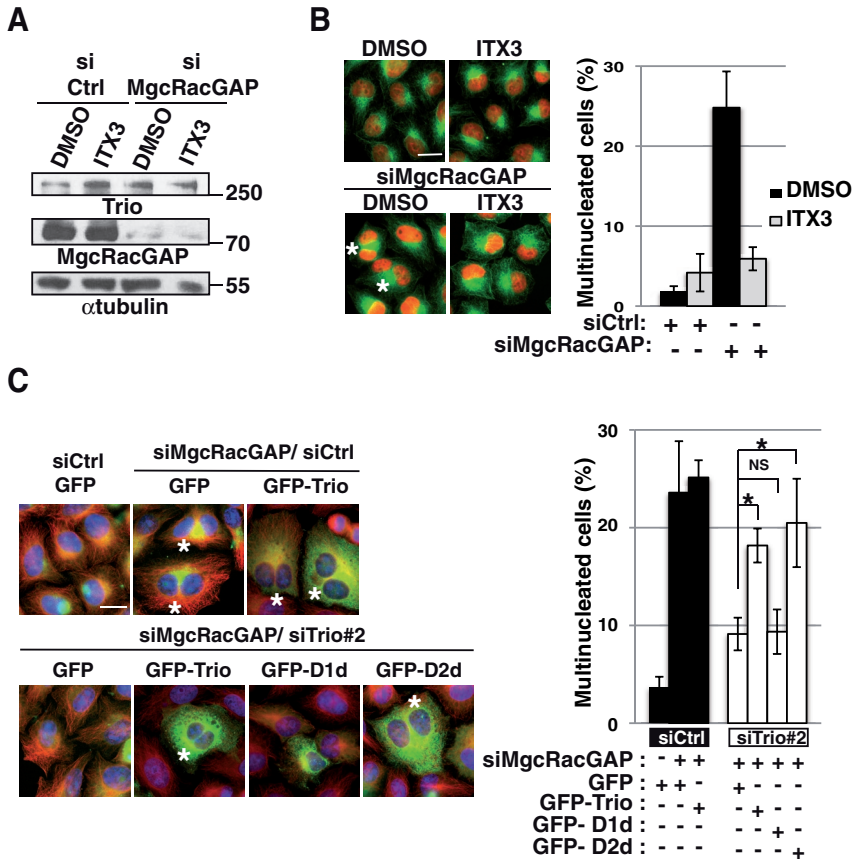 A
si
Ctrl
si
MgcRacGAP
DMSO
ITX3
DMSO
ITX3
250
Trio
70
MgcRacGAP
55
αtubulin
B
DMSO
ITX3
siMgcRacGAP
DMSO
ITX3
*
*
Multinucleated cells (%)
30
20
10
0
DMSO
ITX3
siCtrl: + + - -
siMgcRacGAP: - - + +
C
siCtrl
GFP
siMgcRacGAP/ siCtrl
GFP
GFP-Trio
*
*
*
*
siMgcRacGAP/ siTrio#2
GFP
GFP-Trio
GFP-D1d
GFP-D2d
*
*
Multinucleated cells (%)
30
20
10
0
*
NS
*
siCtrl
siTrio#2
siMgcRacGAP : - + + + + + +
GFP : + + - + - - -
GFP-Trio : - - + - + - -
GFP- D1d : - - - - - + -
GFP- D2d : - - - - - - +